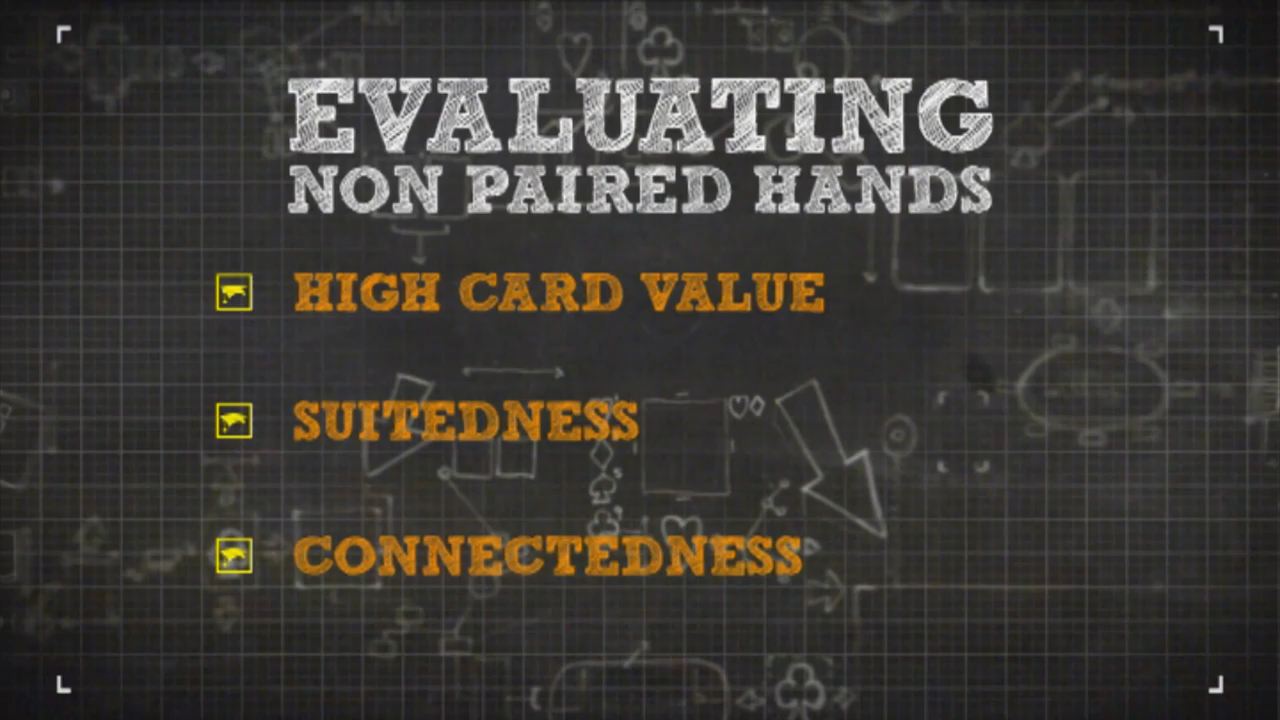 EVALUATING
NON PAIRED HANDS
HIGH CARD VALUE
SUITEDNESS
CONNECTEDNESS